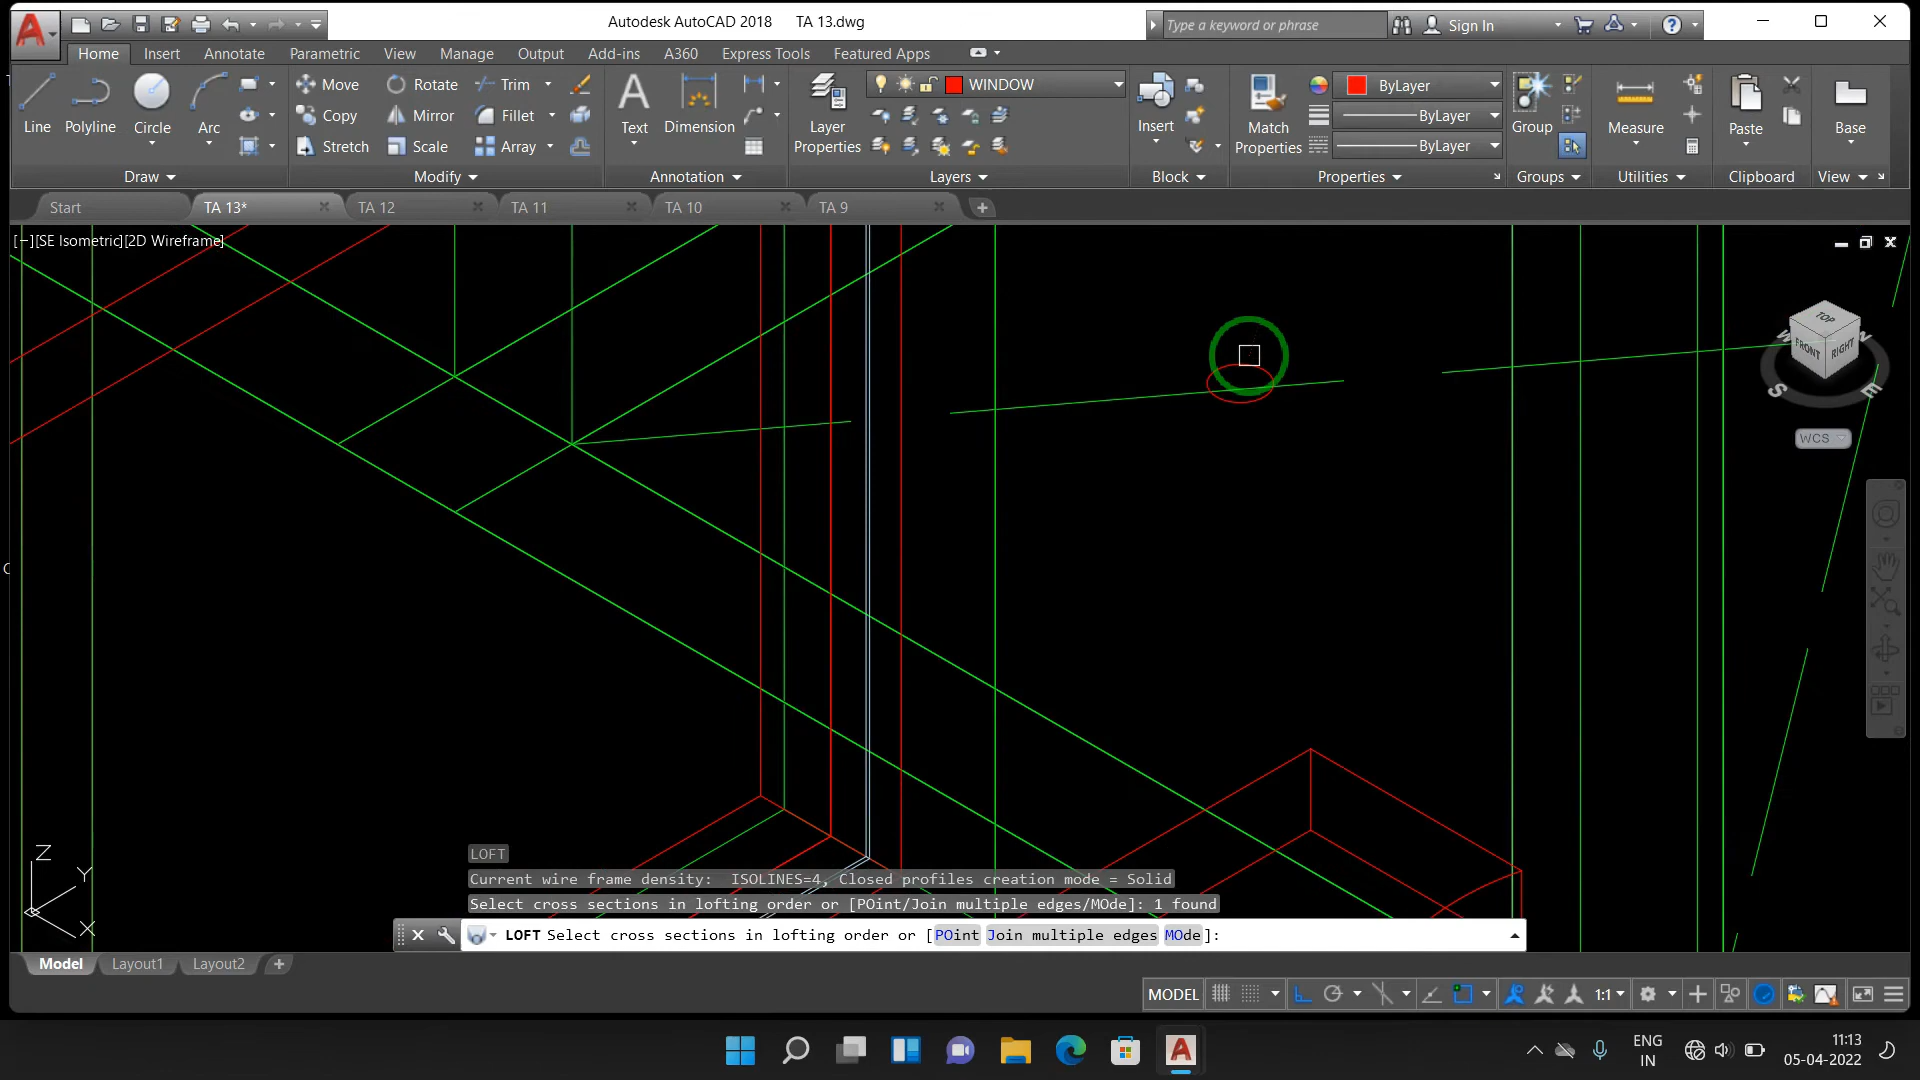 Autodesk AutoCAD 2018 TA 13.dwg
Type a keyword or phrase
Sign In
Home Insert Annotate Parametric View Manage Output Add-ins A360 Express Tools Featured Apps
Line Polyline Circle Arc
Move Rotate Trim
Copy Mirror Fillet
Stretch Scale Array
Text Dimension
Layer Properties
WINDOW
Insert
Match Properties
ByLayer
ByLayer
ByLayer
Group Measure Paste Base
Draw Modify Annotation Layers Block Properties Groups Utilities Clipboard View
Start TA 13* TA 12 TA 11 TA 10 TA 9
[−][SE Isometric][2D Wireframe]
TOP
FRONT RIGHT
W N
S E
WCS
Z
Y
X
LOFT
Current wire frame density: ISOLINES=4, Closed profiles creation mode = Solid
Select cross sections in lofting order or [POint/Join multiple edges/MOde]: 1 found
LOFT Select cross sections in lofting order or [POint Join multiple edges MOde]:
Model Layout1 Layout2
MODEL 1:1
ENG
IN
11:13
05-04-2022